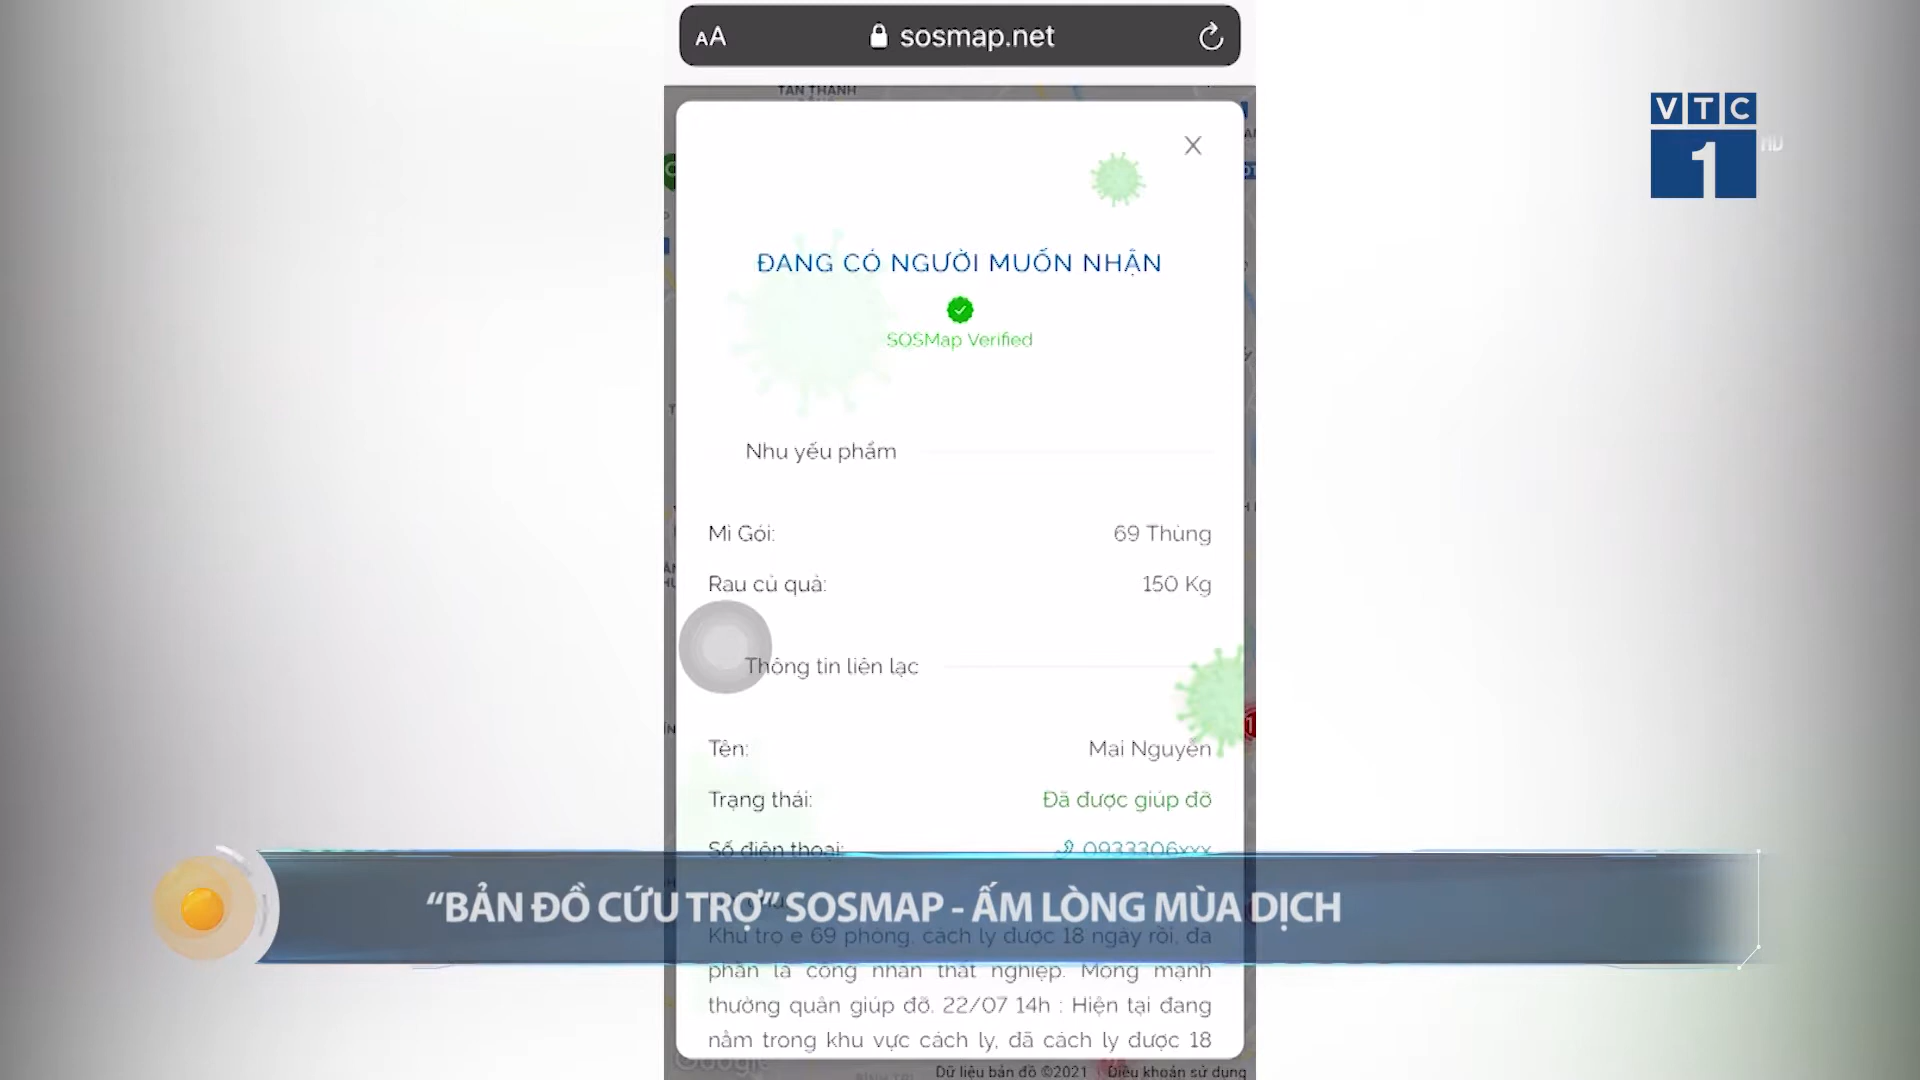 AA sosmap.net
TÂN THẠNH
VTC
1
HD
X
ĐANG CÓ NGƯỜI MUỐN NHẬN
SOSMap Verified
Nhu yếu phẩm
Mì Gói: 69 Thùng
Rau củ quả: 150 Kg
Thông tin liên lạc
Tên: Mai Nguyễn
Trạng thái: Đã được giúp đỡ
Số điện thoại: 0933306xxx
“BẢN ĐỒ CỨU TRỢ” SOSMAP - ẤM LÒNG MÙA DỊCH
Khu trọ e 69 phòng, cách ly được 18 ngày rồi, đa
phần là công nhân thất nghiệp. Mong mạnh
thường quân giúp đỡ. 22/07 14h : Hiện tại đang
nằm trong khu vực cách ly, đã cách ly được 18
Google
Dữ liệu bản đồ ©2021 Điều khoản sử dụng